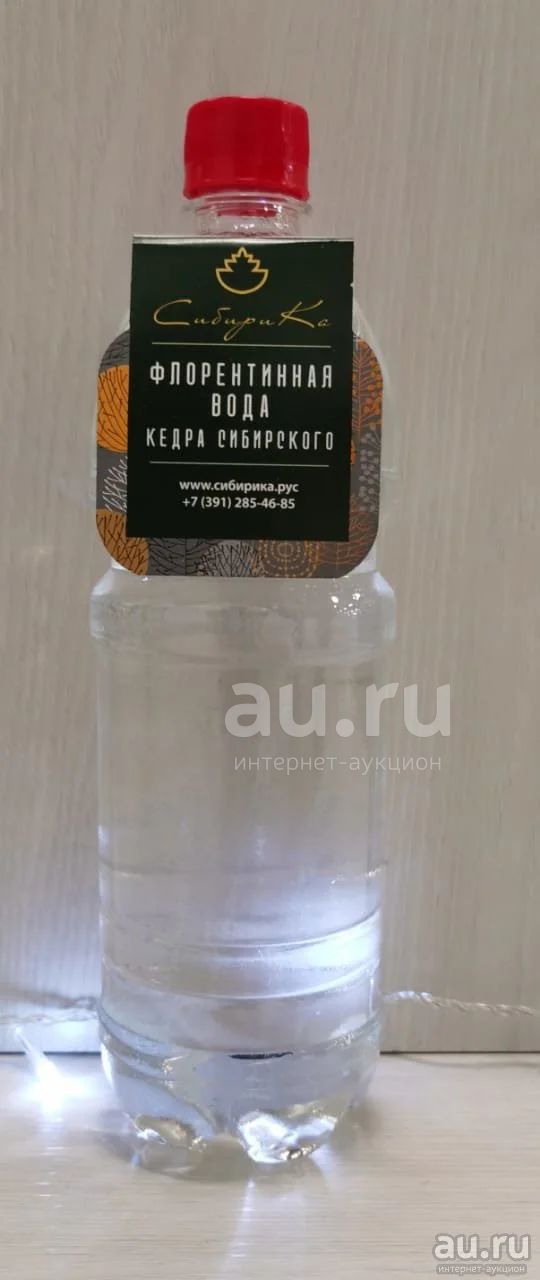 СибириКа
ФЛОРЕНТИННАЯ
ВОДА
КЕДРА СИБИРСКОГО
www.сибирика.рус
+7 (391) 285-46-85
au.ru
интернет-аукцион
au.ru
интернет-аукцион